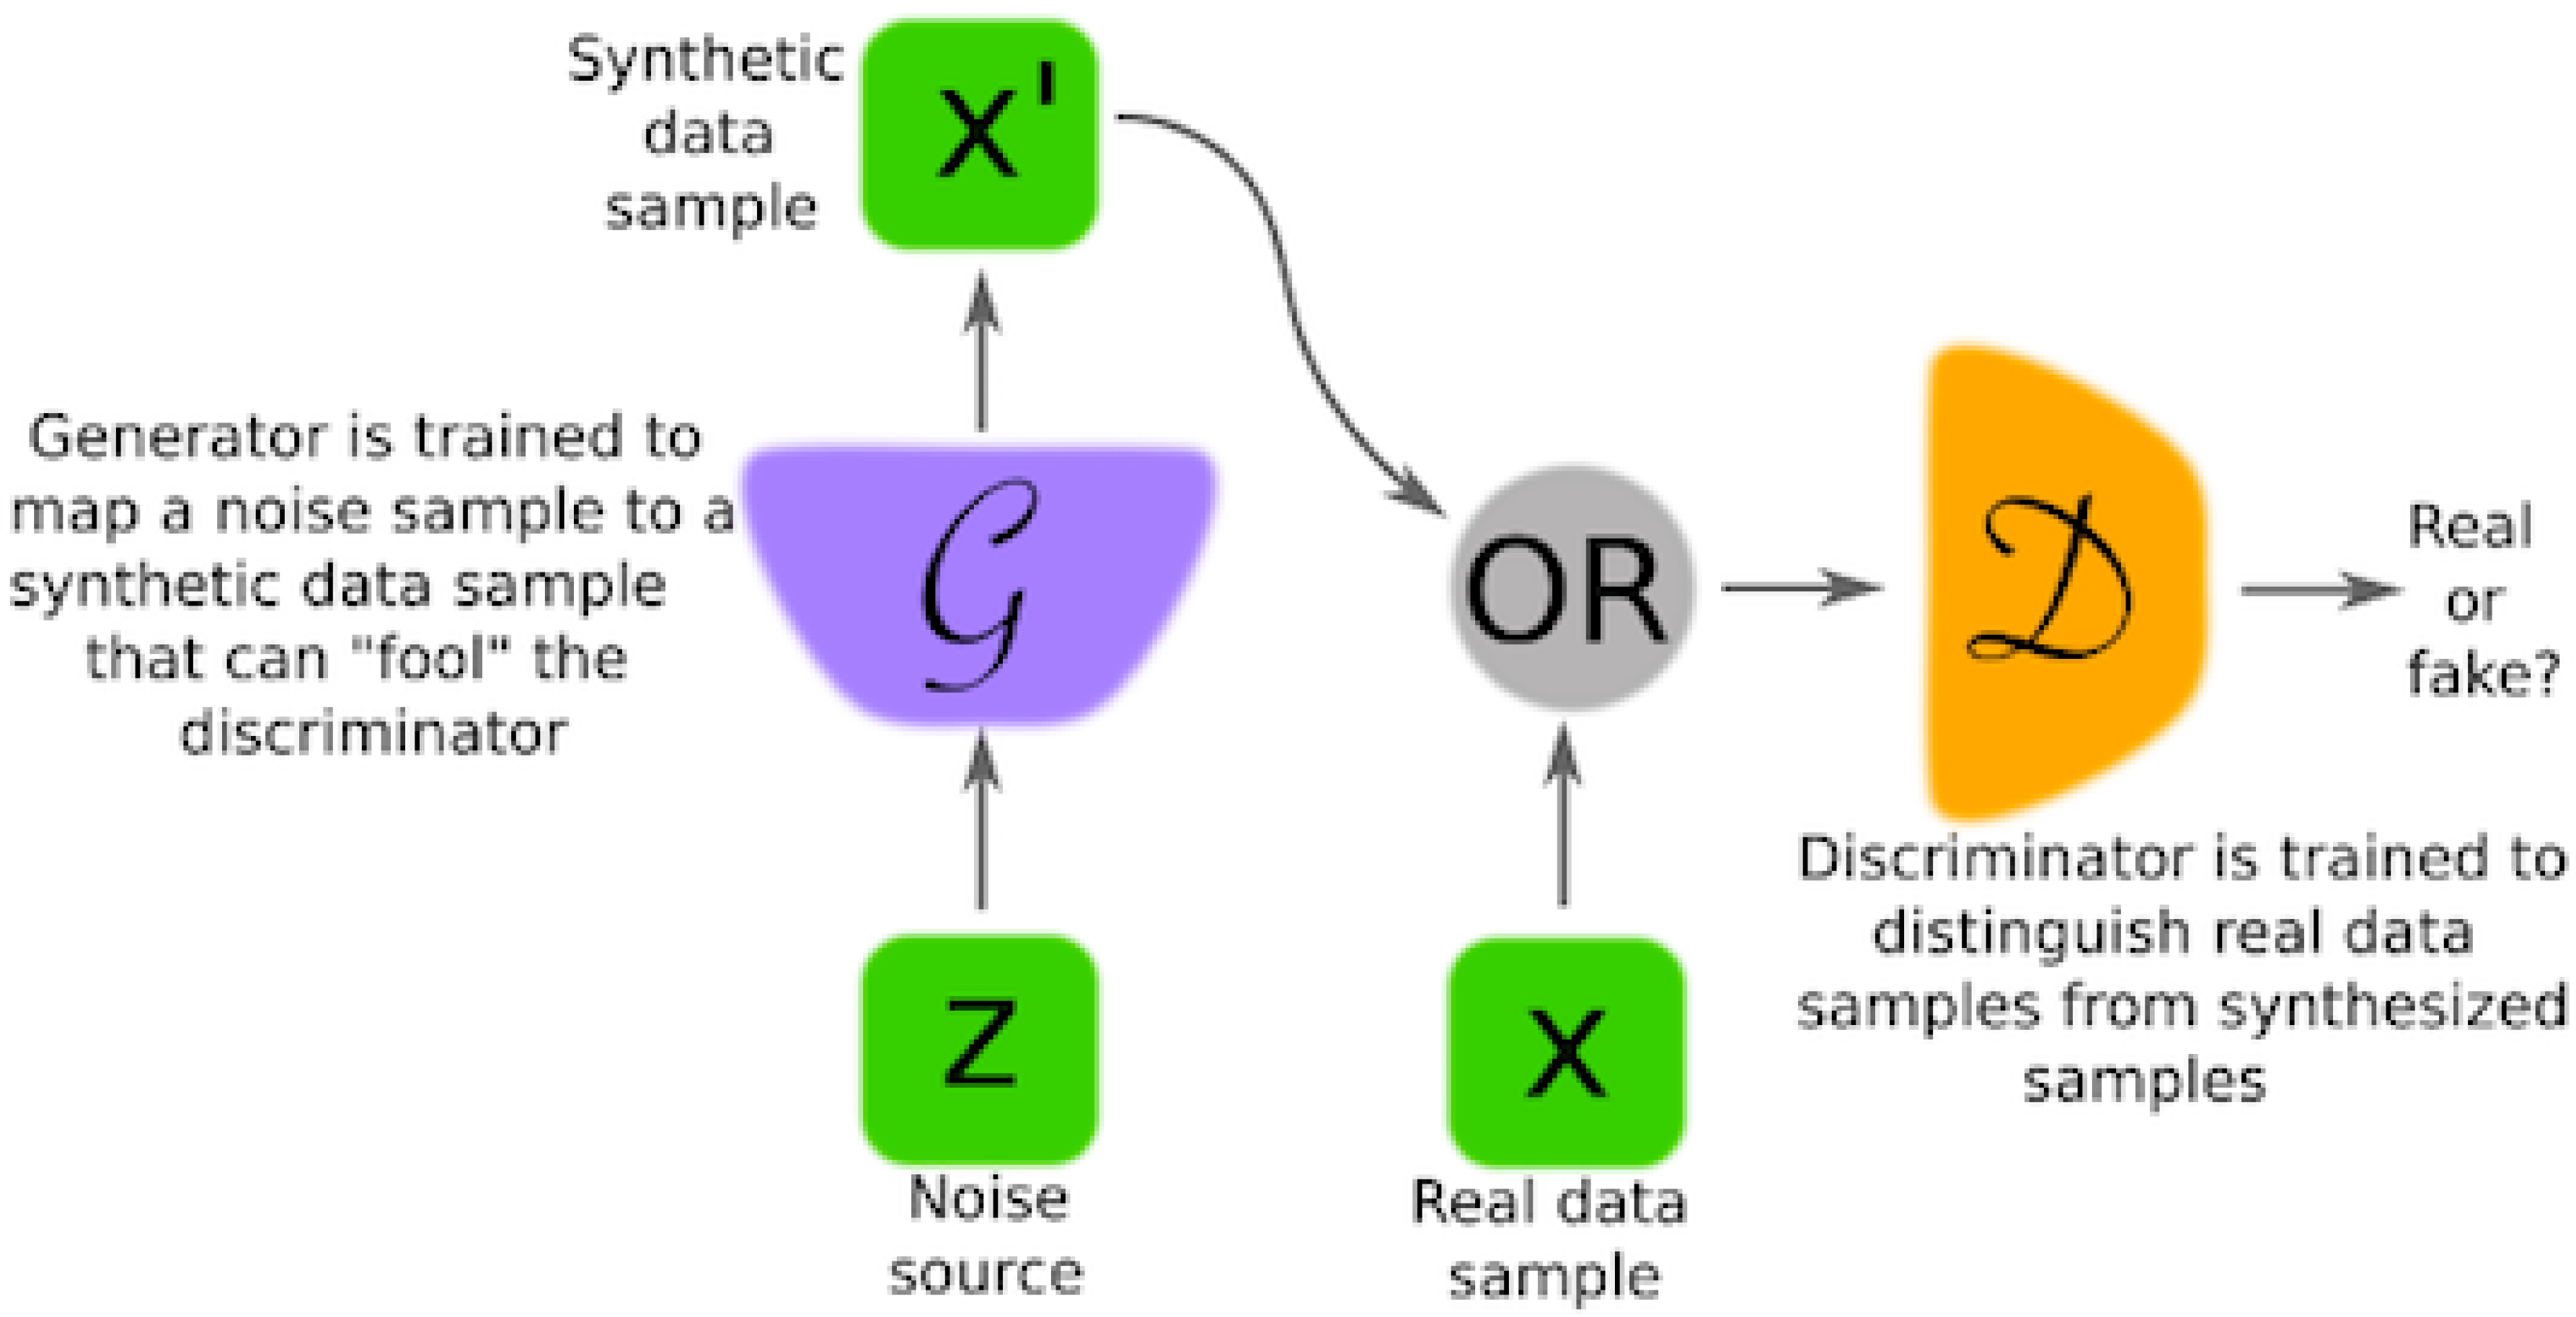 Synthetic
data
sample
x'
Generator is trained to
map a noise sample to a
synthetic data sample
that can "fool" the
discriminator
G
z
Noise
source
OR
x
Real data
sample
D
Real
or
fake?
Discriminator is trained to
distinguish real data
samples from synthesized
samples